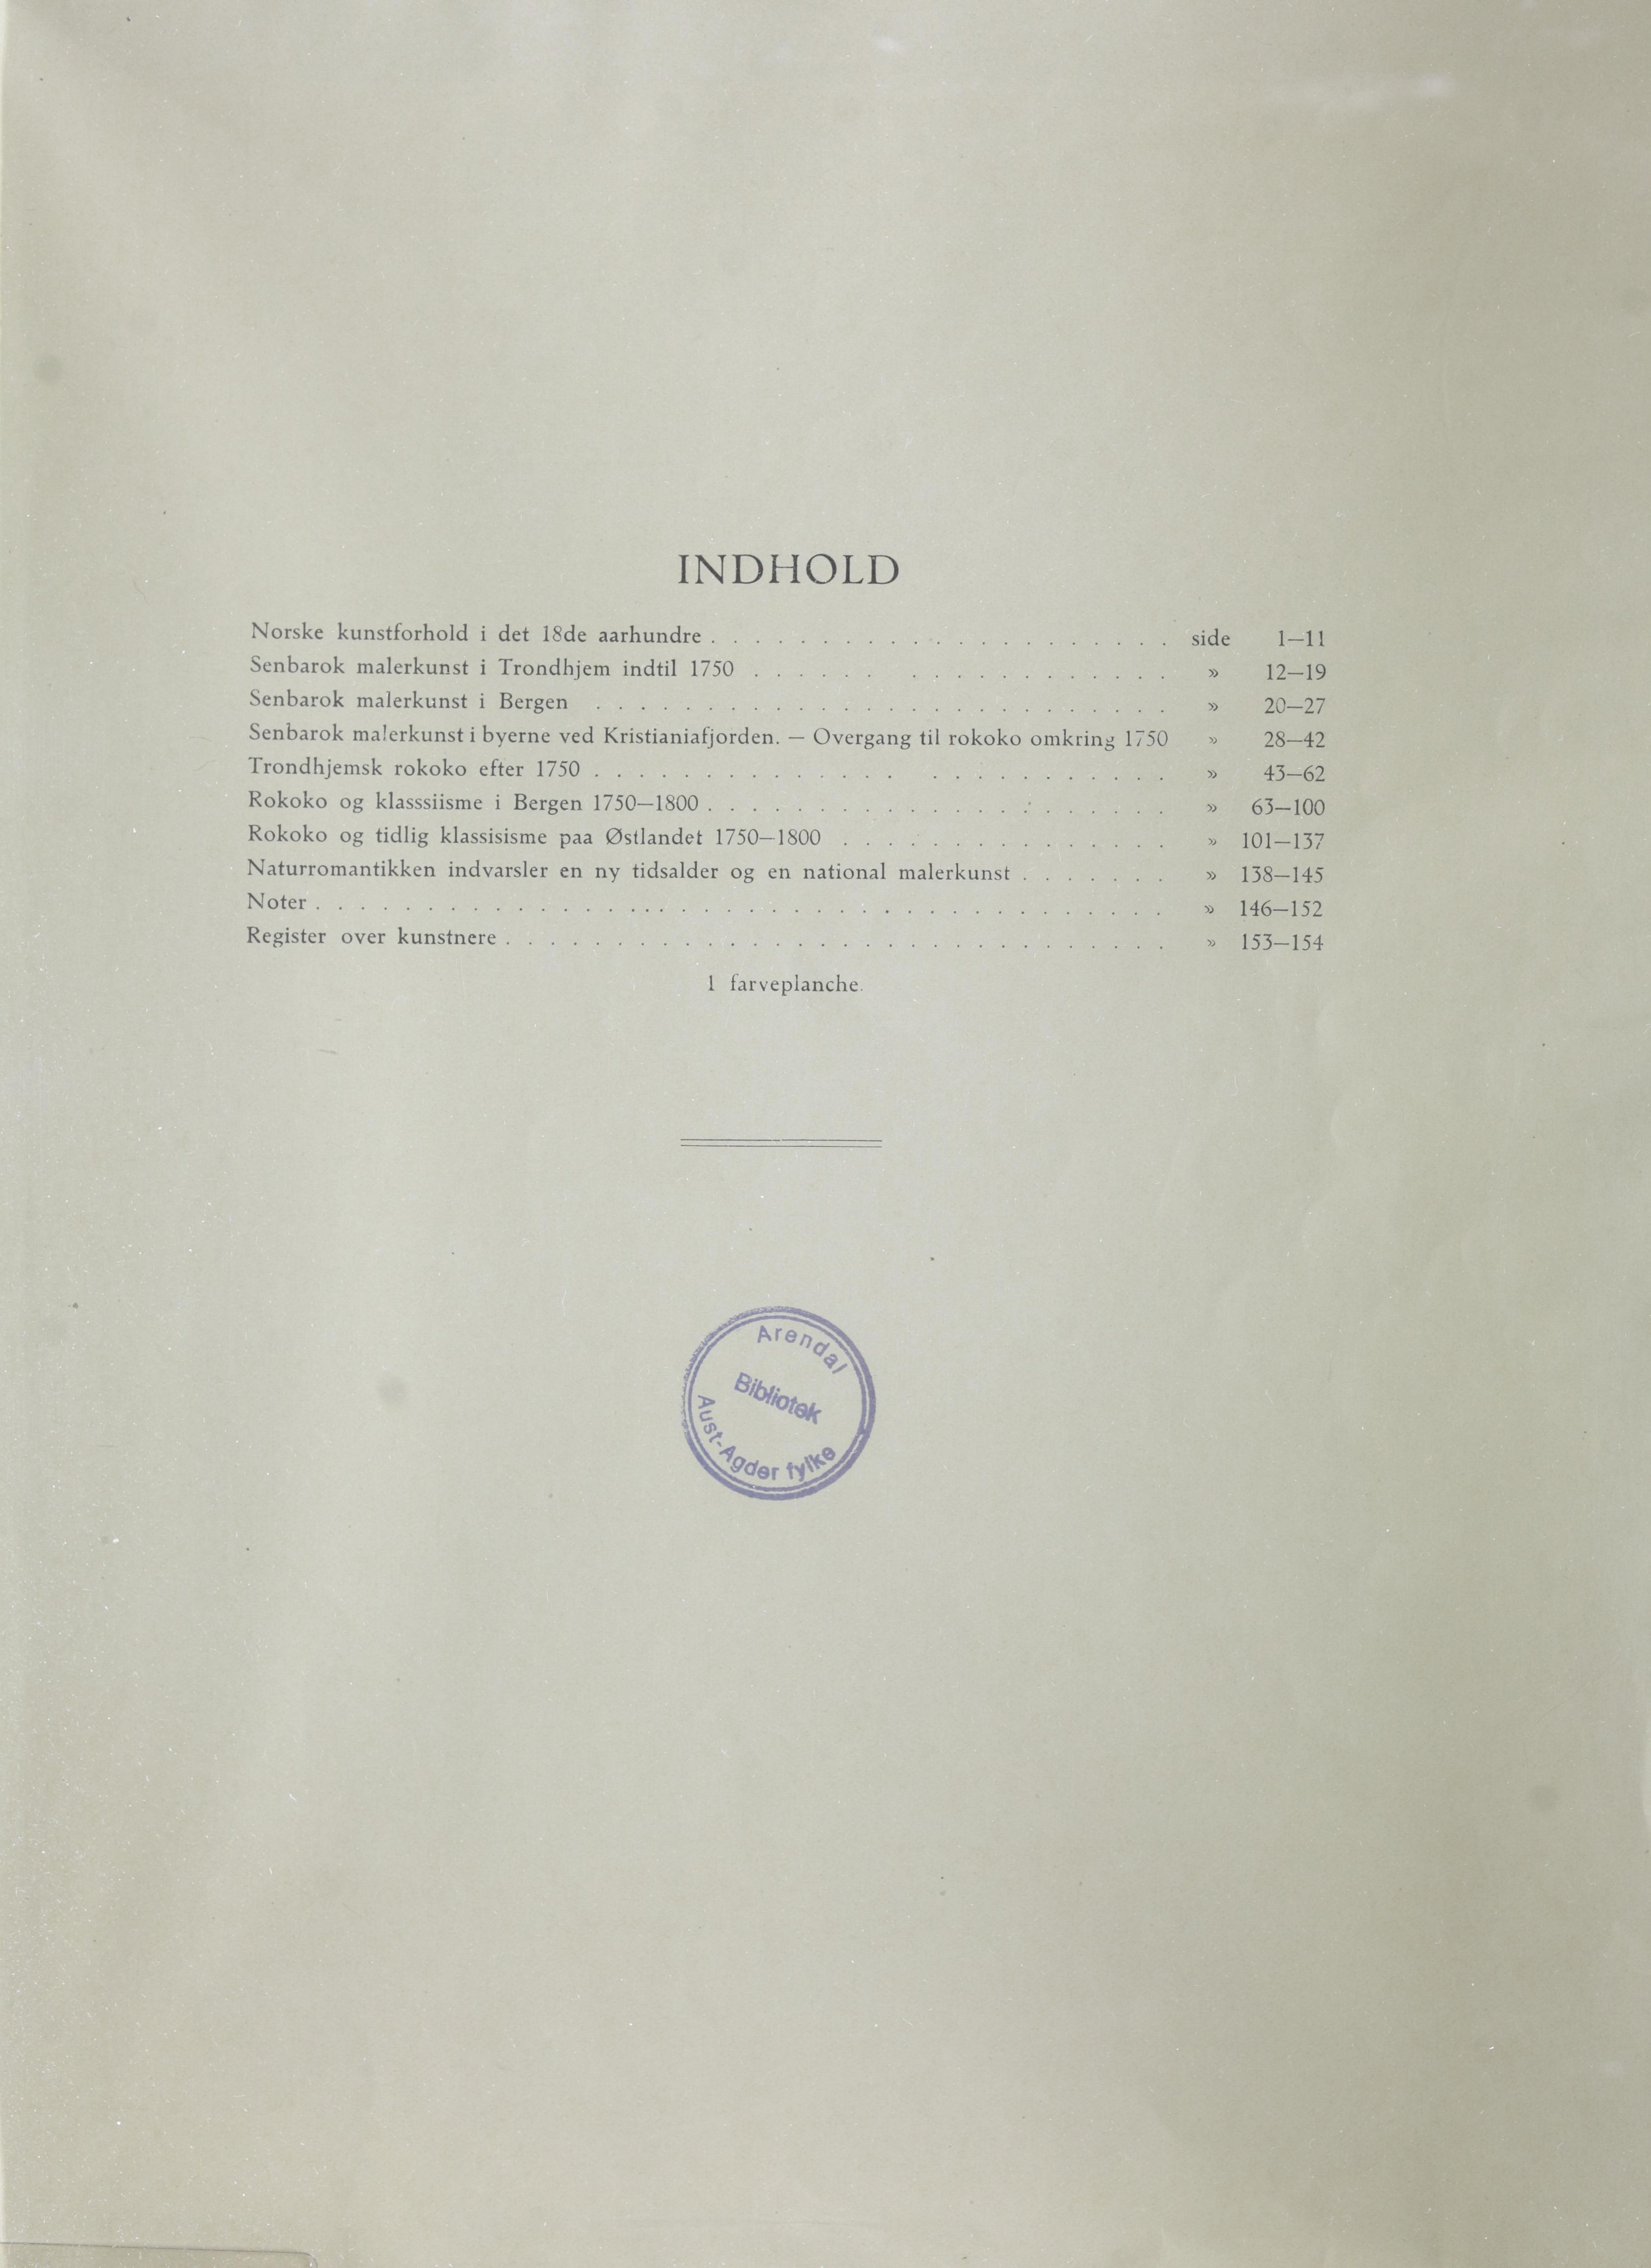 INDHOLD
Norske kunstforhold i det 18de aarhundre . . . . . . . . . . . . . . . . . . . . . side 1—11
Senbarok malerkunst i Trondhjem indtil 1750 . . . . . . . . . . . . . . . . . . » 12—19
Senbarok malerkunst i Bergen . . . . . . . . . . . . . . . . . . . . . . . . . . » 20—27
Senbarok malerkunst i byerne ved Kristianiafjorden. — Overgang til rokoko omkring 1750 » 28—42
Trondhjemsk rokoko efter 1750 . . . . . . . . . . . . . . . . . . . . . . . . . » 43—62
Rokoko og klasssiisme i Bergen 1750—1800 . . . . . . . . . . . . . . . . . . . . . » 63—100
Rokoko og tidlig klassisisme paa Østlandet 1750—1800 . . . . . . . . . . . . . . . » 101—137
Naturromantikken indvarsler en ny tidsalder og en national malerkunst . . . . . . . » 138—145
Noter . . . . . . . . . . . . . . . . . . . . . . . . . . . . . . . . . . . . . . » 146—152
Register over kunstnere . . . . . . . . . . . . . . . . . . . . . . . . . . . . . . » 153—154
1 farveplanche.
Arendal
Bibliotek
Aust-Agder fylke